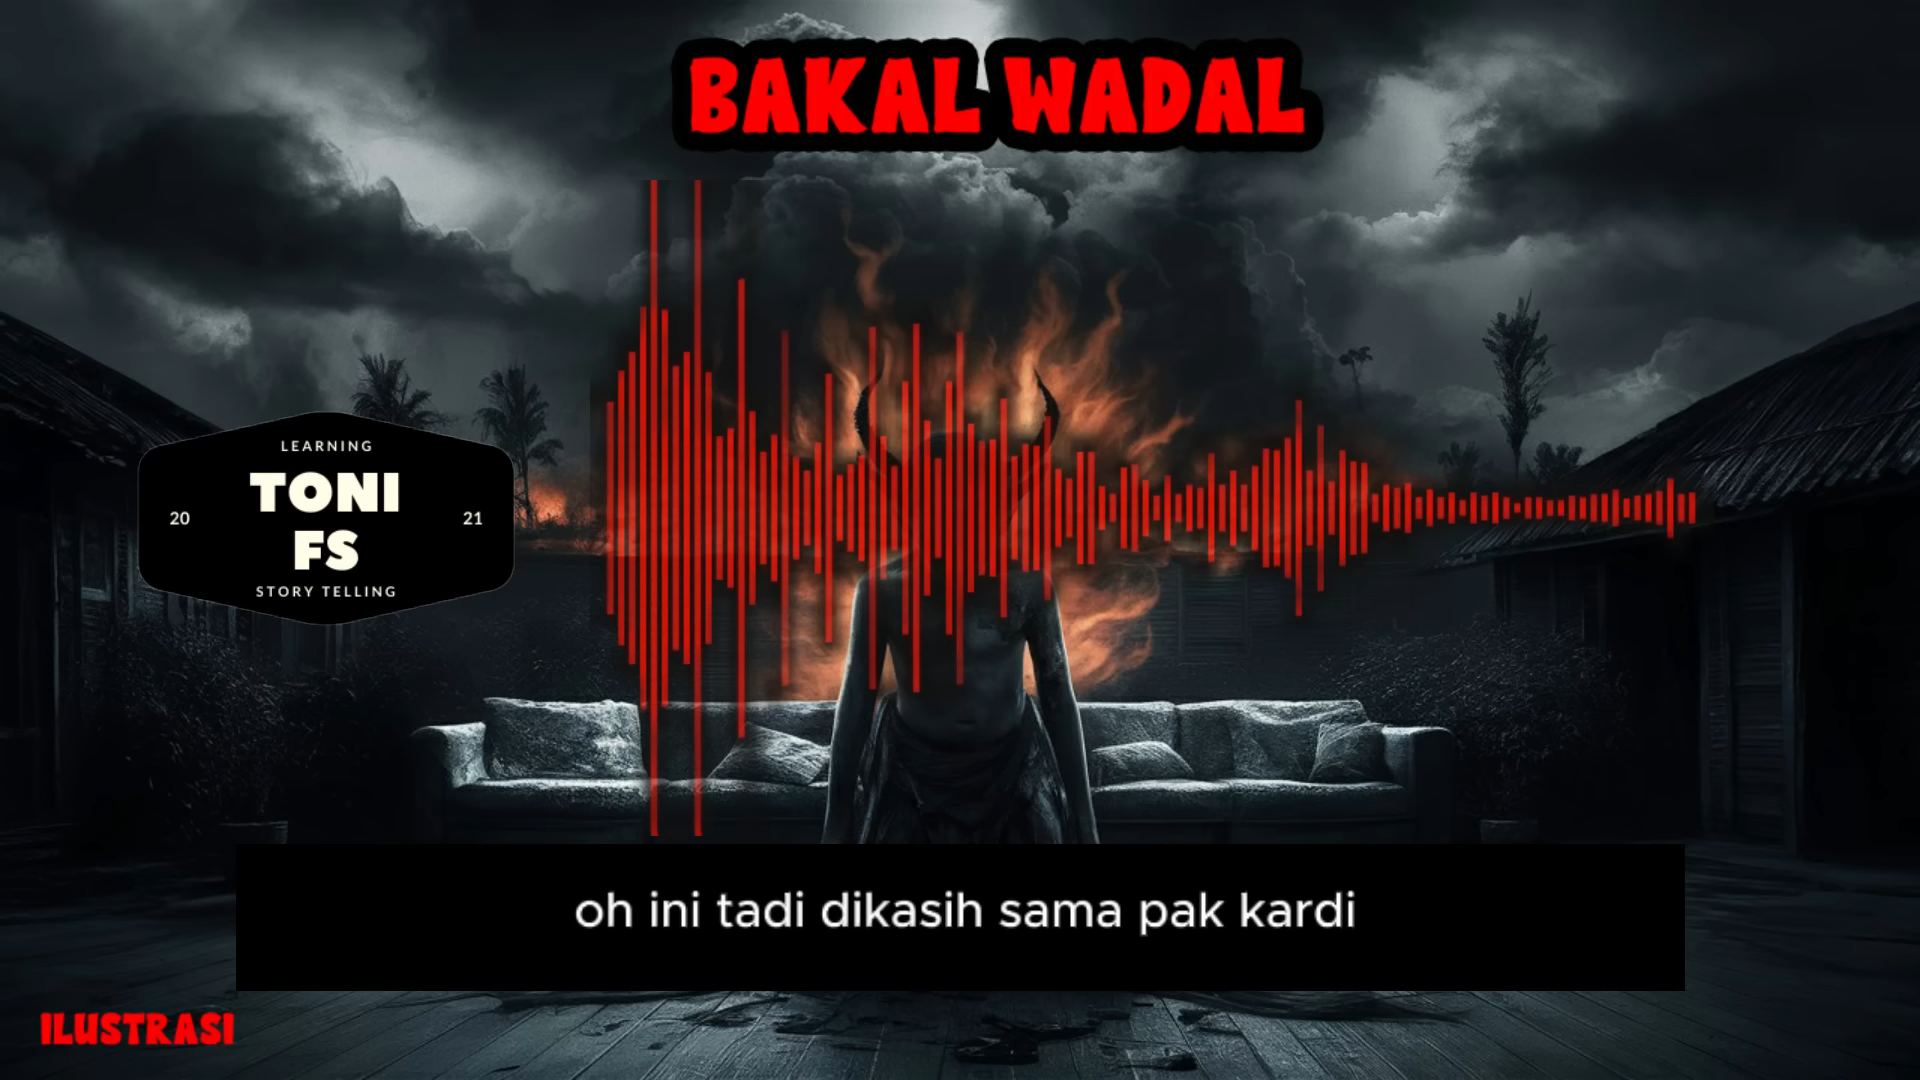 BAKAL WADAL
LEARNING
TONI
FS
20 21
STORY TELLING
oh ini tadi dikasih sama pak kardi
ILUSTRASI